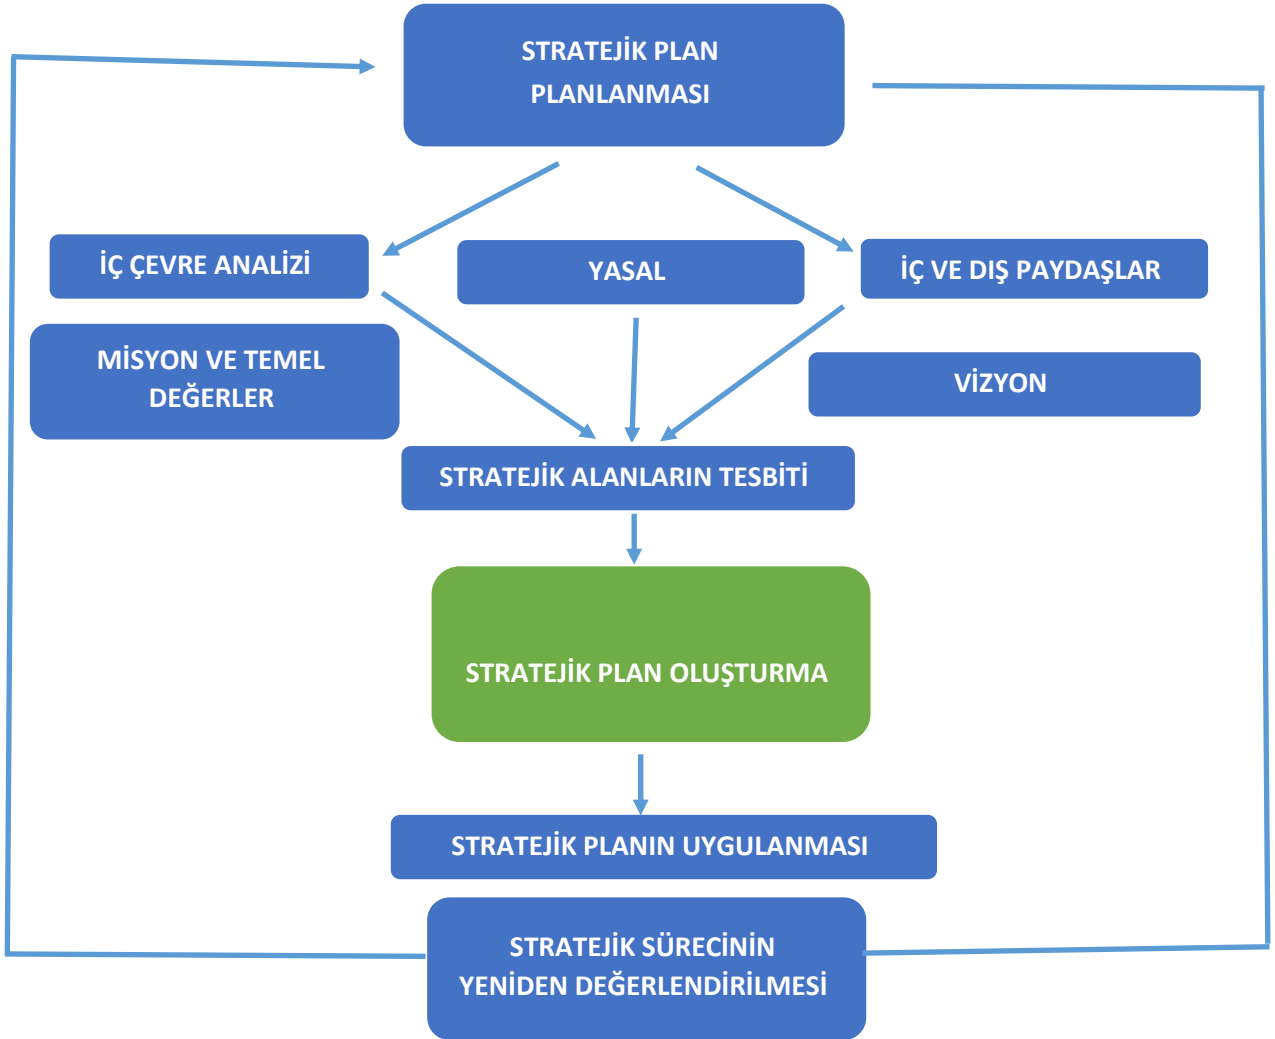 STRATEJİK PLAN
PLANLANMASI
İÇ ÇEVRE ANALİZİ
YASAL
İÇ VE DIŞ PAYDAŞLAR
MİSYON VE TEMEL
DEĞERLER
VİZYON
STRATEJİK ALANLARIN TESBİTİ
STRATEJİK PLAN OLUŞTURMA
STRATEJİK PLANIN UYGULANMASI
STRATEJİK SÜRECİNİN
YENİDEN DEĞERLENDİRİLMESİ